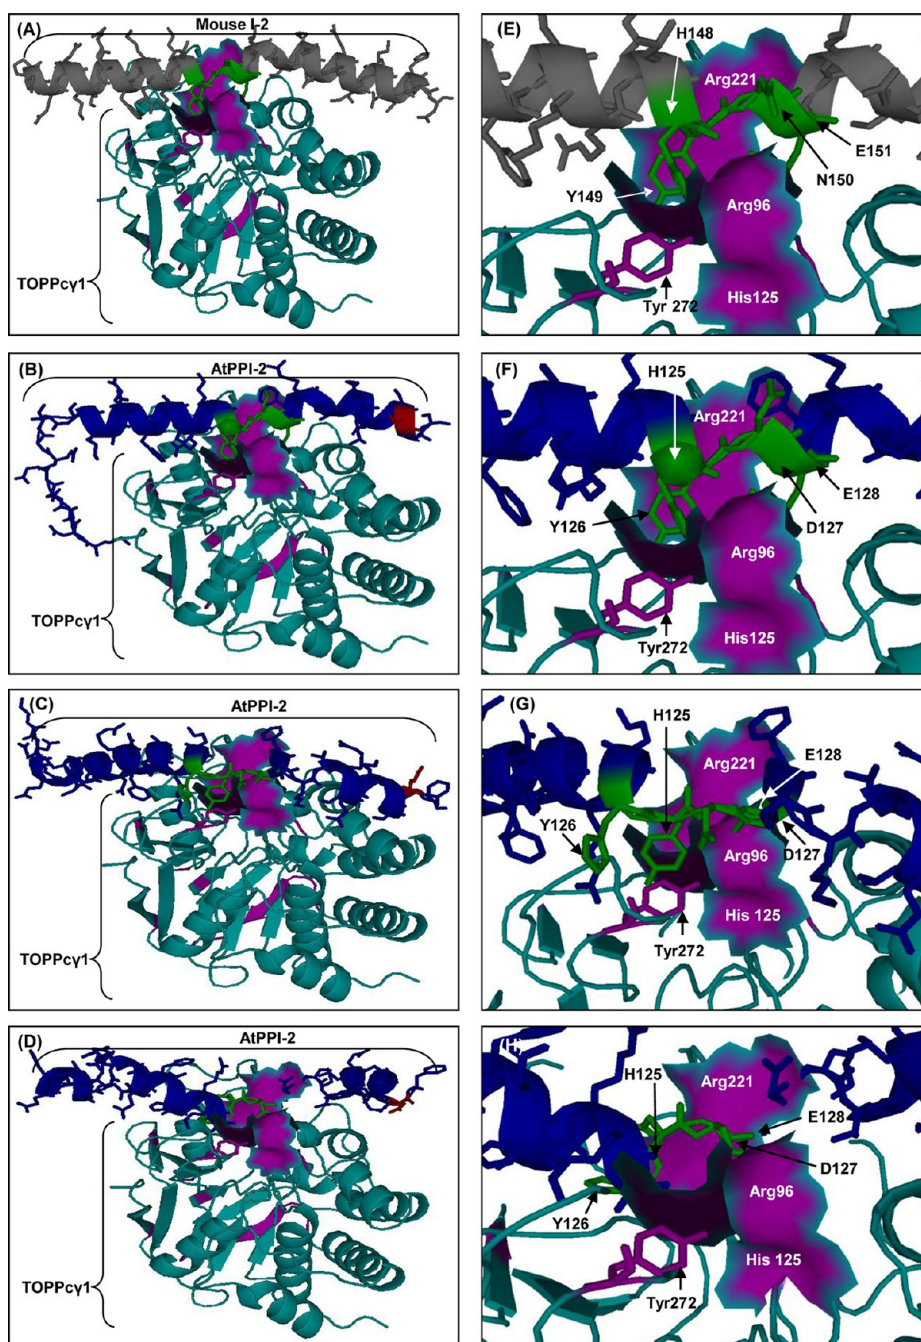 (A)
Mouse I-2
TOPPcγ1
(E)
H148
Arg221
E151
N150
Y149
Arg96
Tyr 272
His125
(B)
AtPPI-2
TOPPcγ1
(F)
H125
Arg221
E128
D127
Y126
Arg96
Tyr272
His125
(C)
AtPPI-2
TOPPcγ1
(G)
H125
Arg221
E128
Y126
Arg96
D127
His 125
Tyr272
(D)
AtPPI-2
TOPPcγ1
(H)
H125
Arg221
E128
D127
Arg96
Y126
His 125
Tyr272